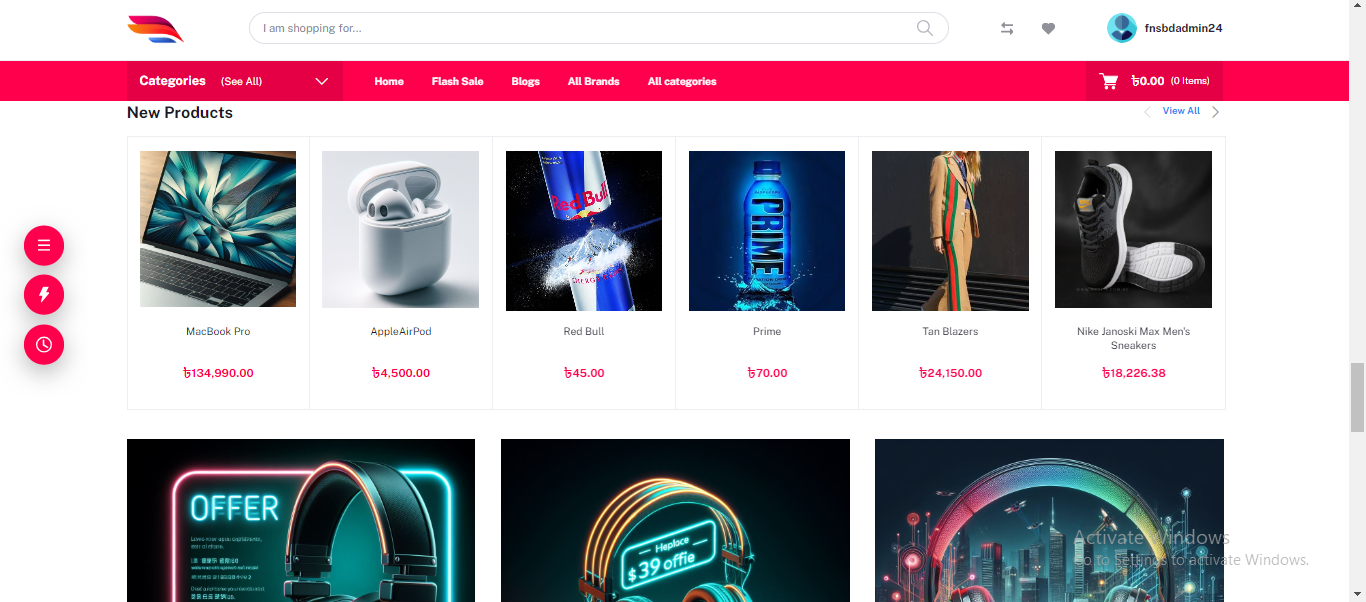 I am shopping for...
fnsbdadmin24
Categories (See All)
Home
Flash Sale
Blogs
All Brands
All categories
৳0.00 (0 Items)
New Products
View All
Red Bull
PRIME
MacBook Pro
AppleAirPod
Red Bull
Prime
Tan Blazers
Nike Janoski Max Men's
Sneakers
৳134,990.00
৳4,500.00
৳45.00
৳70.00
৳24,150.00
৳18,226.38
OFFER
Heploce
$39 offie
Activate Windows
Go to Settings to activate Windows.